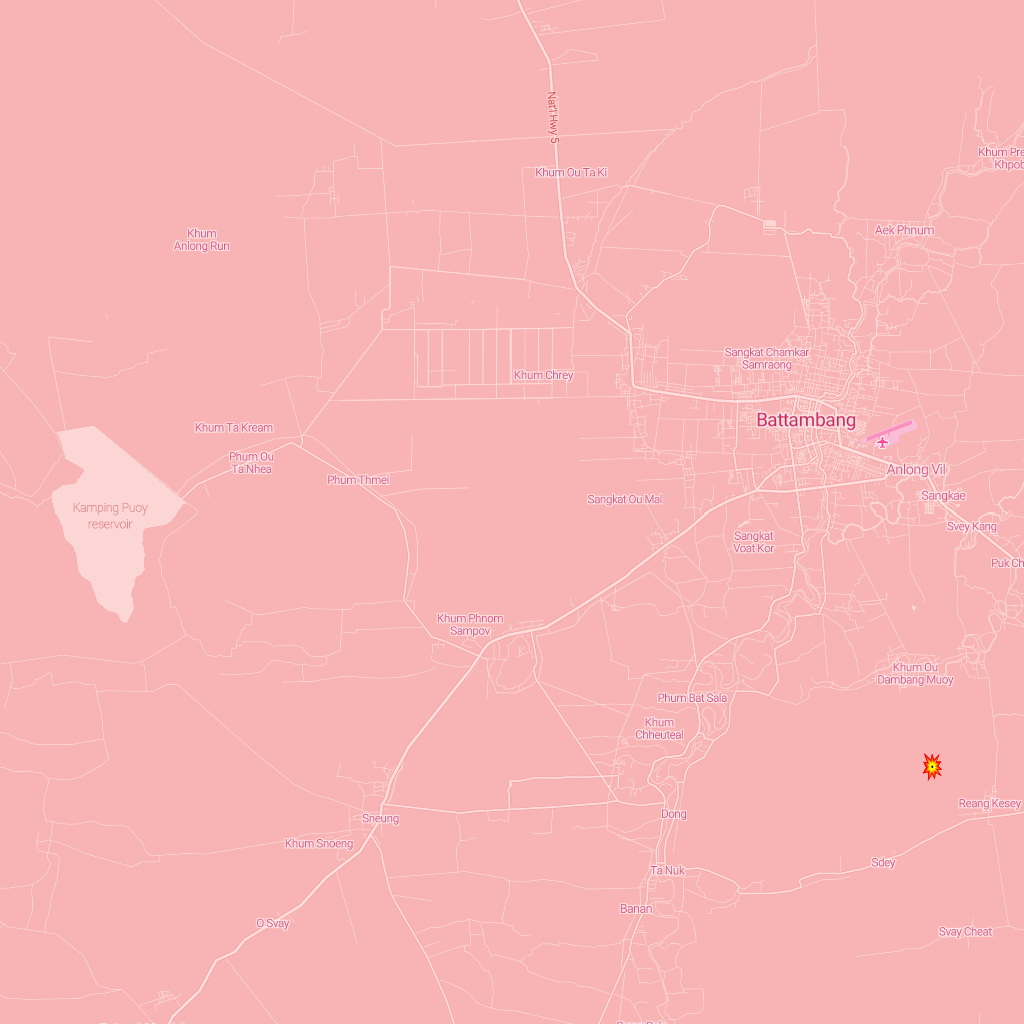 Nat'l Hwy 5
Khum Pre
Khpob
Khum Ou Ta Ki
Khum
Anlong Run
Aek Phnum
Sangkat Chamkar
Samraong
Khum Chrey
Battambang
Khum Ta Kream
Phum Ou
Ta Nhea
Phum Thmei
Anlong Vil
Sangkae
Sangkat Ou Mal
Kamping Puoy
reservoir
Svey Kang
Sangkat
Voat Kor
Puk Ch
Khum Phnom
Sampov
Khum Ou
Dambang Muoy
Phum Bat Sala
Khum
Chheuteal
Reang Kesey
Dong
Sneung
Khum Snoeng
Sdey
Ta Nuk
Banan
O Svay
Svay Cheat